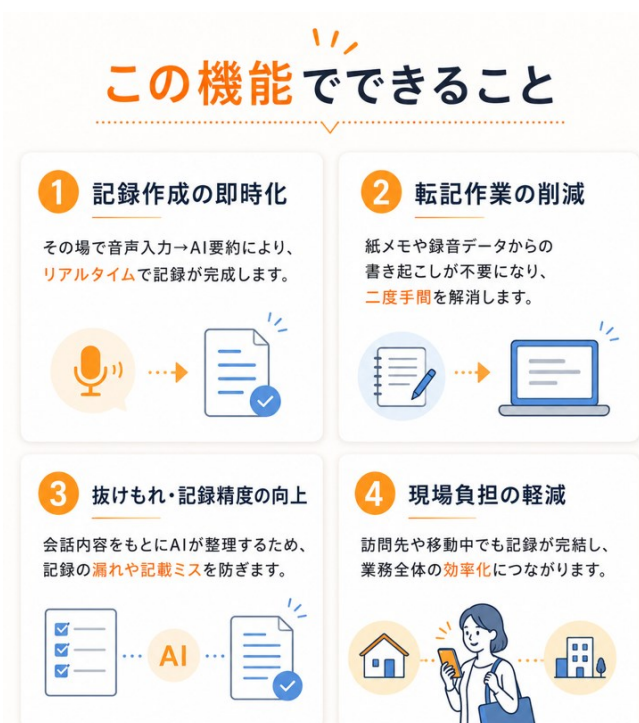 この機能でできること
1 記録作成の即時化
その場で音声入力→AI要約により、
リアルタイムで記録が完成します。
2 転記作業の削減
紙メモや録音データからの
書き起こしが不要になり、
二度手間を解消します。
3 抜けもれ・記録精度の向上
会話内容をもとにAIが整理するため、
記録の漏れや記載ミスを防ぎます。
AI
4 現場負担の軽減
訪問先や移動中でも記録が完結し、
業務全体の効率化につながります。